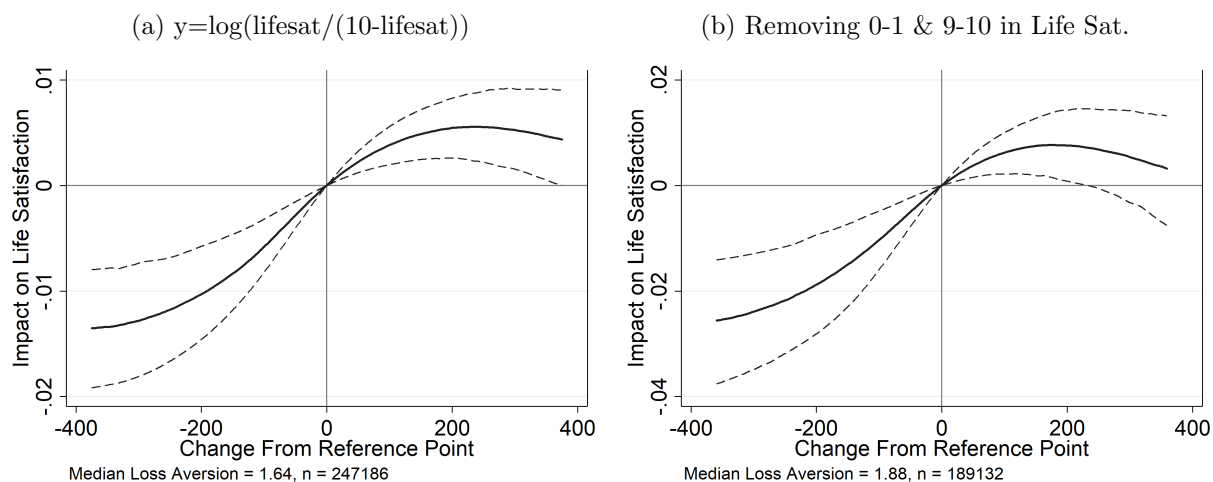 (a) y=log(lifesat/(10-lifesat))
Impact on Life Satisfaction
.01
0
-.01
-.02
-400 -200 0 200 400
Change From Reference Point
Median Loss Aversion = 1.64, n = 247186
(b) Removing 0-1 & 9-10 in Life Sat.
Impact on Life Satisfaction
.02
0
-.02
-.04
-400 -200 0 200 400
Change From Reference Point
Median Loss Aversion = 1.88, n = 189132